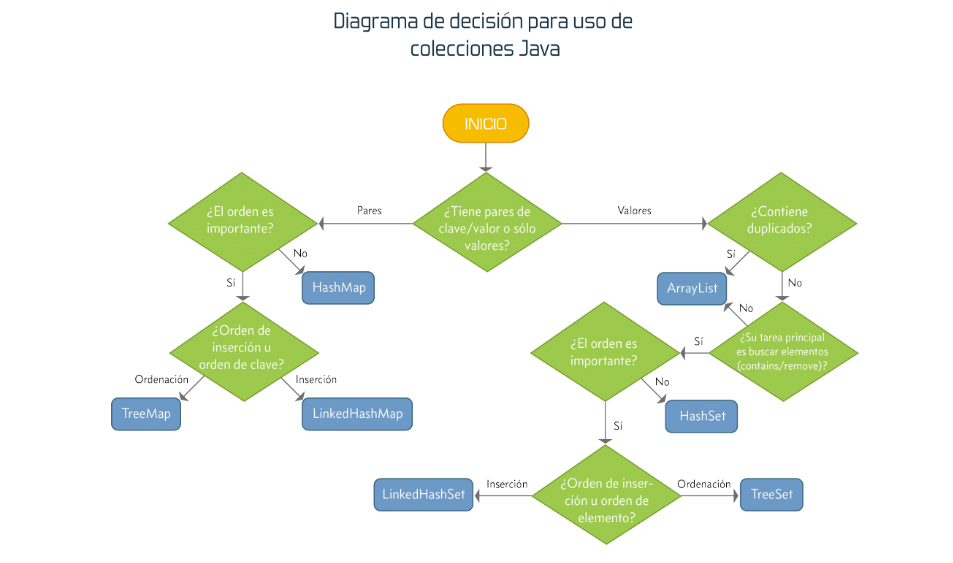 Diagrama de decisión para uso de
colecciones Java
INICIO
¿El orden es
importante?
Pares
¿Tiene pares de
clave/valor o sólo
valores?
Valores
¿Contiene
duplicados?
No
Sí
HashMap
Sí
ArrayList
No
No
¿Orden de
inserción u
orden de clave?
¿El orden es
importante?
Sí
¿Su tarea principal
es buscar elementos
(contains/remove)?
Ordenación
Inserción
No
TreeMap
LinkedHashMap
HashSet
Sí
LinkedHashSet
Inserción
¿Orden de inser-
ción u orden de
elemento?
Ordenación
TreeSet